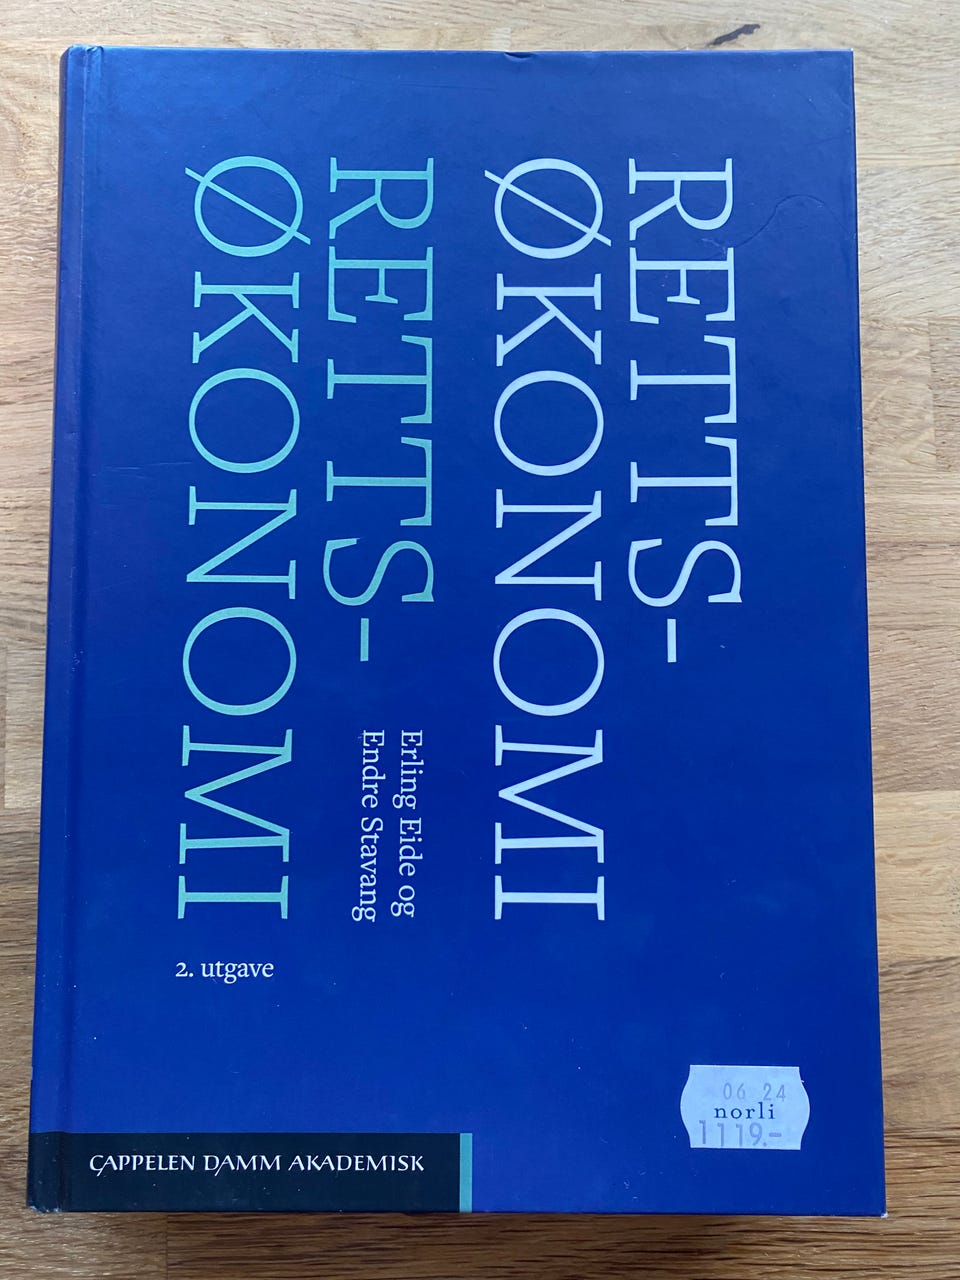 RETTS-
ØKONOMI
RETTS-
ØKONOMI
Erling Eide og
Endre Stavang
2. utgave
06 24
norli
1119.-
CAPPELEN DAMM AKADEMISK